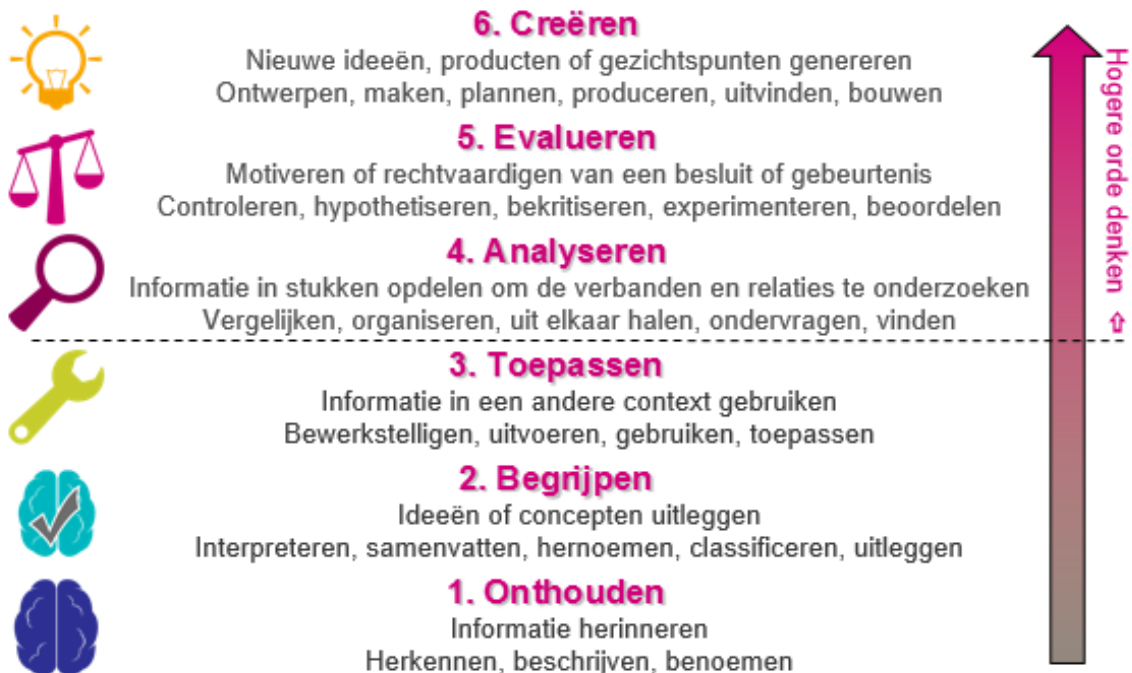 6. Creëren
Nieuwe ideeën, producten of gezichtspunten genereren
Ontwerpen, maken, plannen, produceren, uitvinden, bouwen
5. Evalueren
Motiveren of rechtvaardigen van een besluit of gebeurtenis
Controleren, hypothetiseren, bekritiseren, experimenteren, beoordelen
4. Analyseren
Informatie in stukken opdelen om de verbanden en relaties te onderzoeken
Vergelijken, organiseren, uit elkaar halen, ondervragen, vinden
3. Toepassen
Informatie in een andere context gebruiken
Bewerkstelligen, uitvoeren, gebruiken, toepassen
2. Begrijpen
Ideeën of concepten uitleggen
Interpreteren, samenvatten, hernoemen, classificeren, uitleggen
1. Onthouden
Informatie herinneren
Herkennen, beschrijven, benoemen
Hogere orde denken ⇧